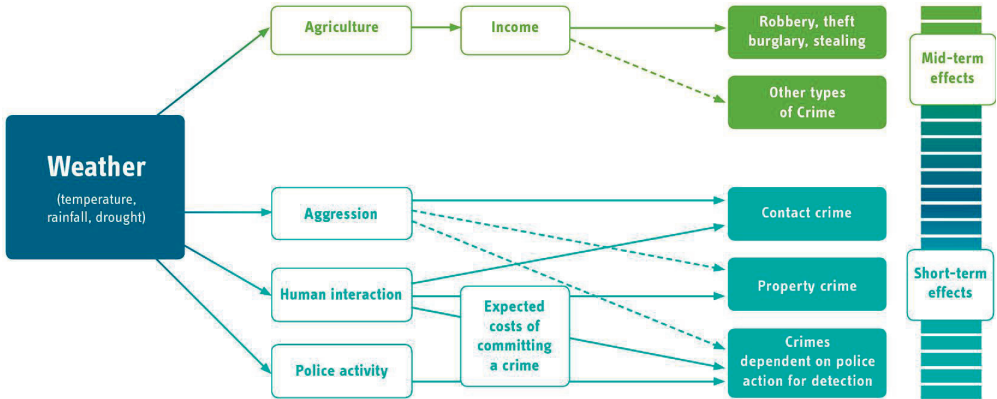 Agriculture
Income
Robbery, theft
burglary, stealing
Mid-term
effects
Other types
of Crime
Weather
(temperature,
rainfall, drought)
Aggression
Contact crime
Human interaction
Expected
costs of
committing
a crime
Property crime
Short-term
effects
Police activity
Crimes
dependent on police
action for detection